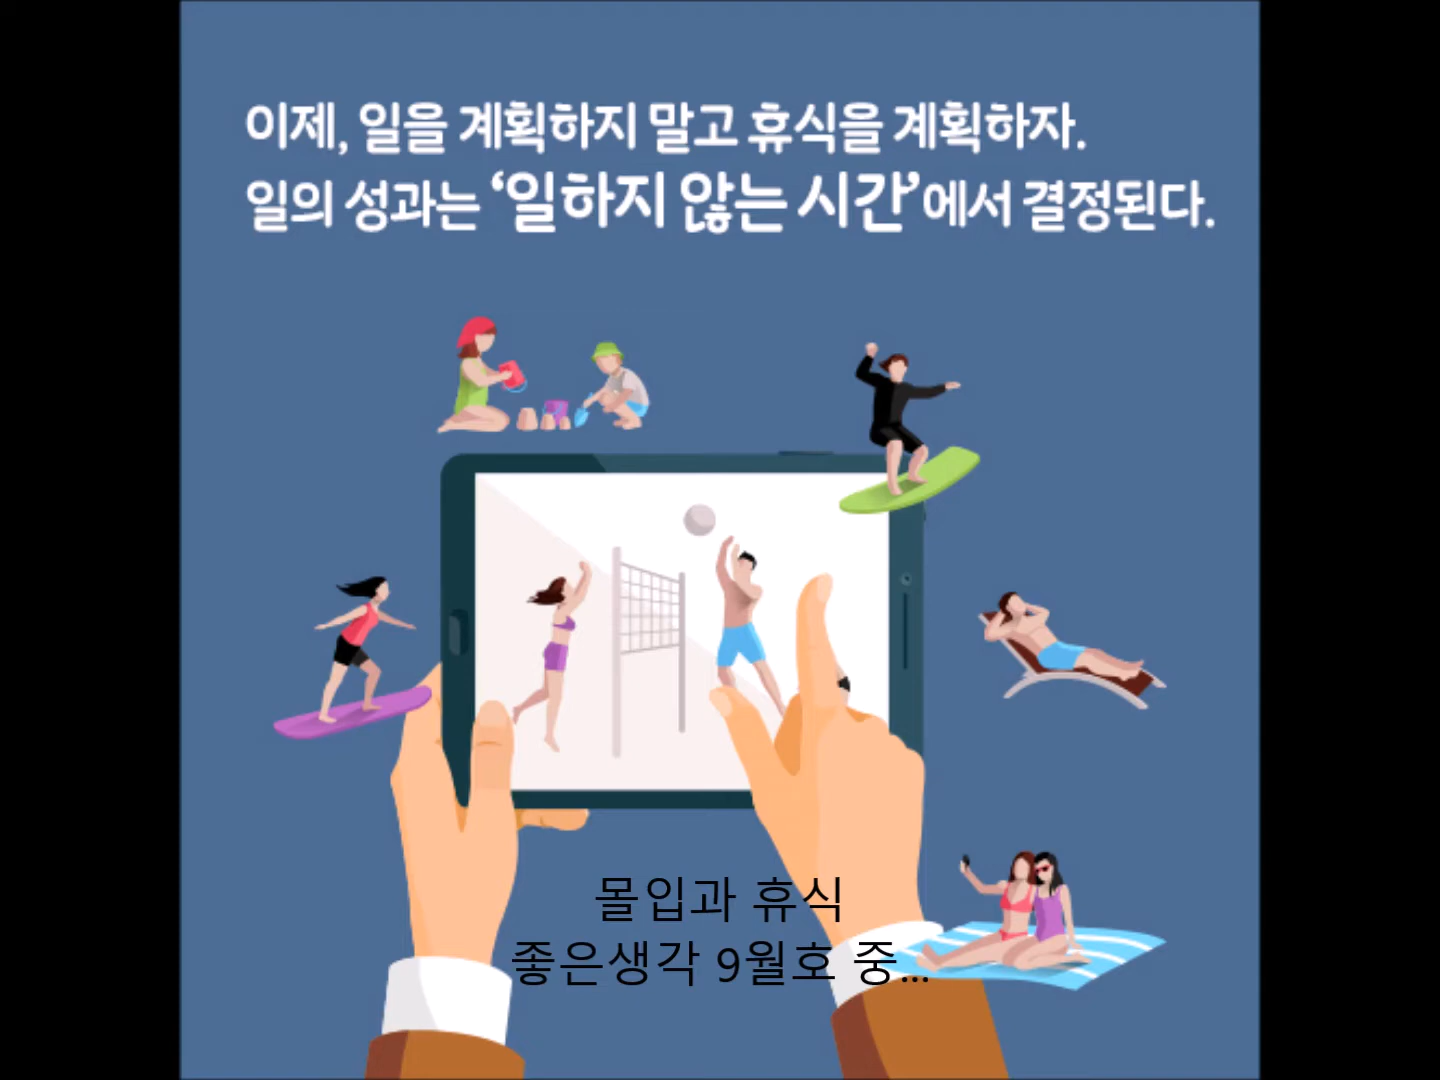 이제, 일을 계획하지 말고 휴식을 계획하자.
일의 성과는 ‘일하지 않는 시간’에서 결정된다.
몰입과 휴식
좋은생각 9월호 중...